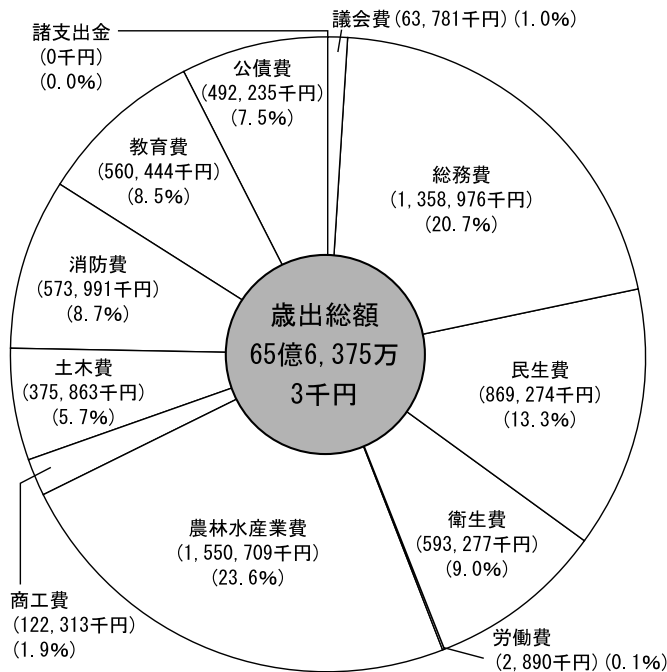 議会費(63,781千円)(1.0%)
総務費
(1,358,976千円)
(20.7%)
民生費
(869,274千円)
(13.3%)
衛生費
(593,277千円)
(9.0%)
労働費
(2,890千円)(0.1%)
農林水産業費
(1,550,709千円)
(23.6%)
商工費
(122,313千円)
(1.9%)
土木費
(375,863千円)
(5.7%)
消防費
(573,991千円)
(8.7%)
教育費
(560,444千円)
(8.5%)
公債費
(492,235千円)
(7.5%)
諸支出金
(0千円)
(0.0%)
歳出総額
65億6,375万
3千円